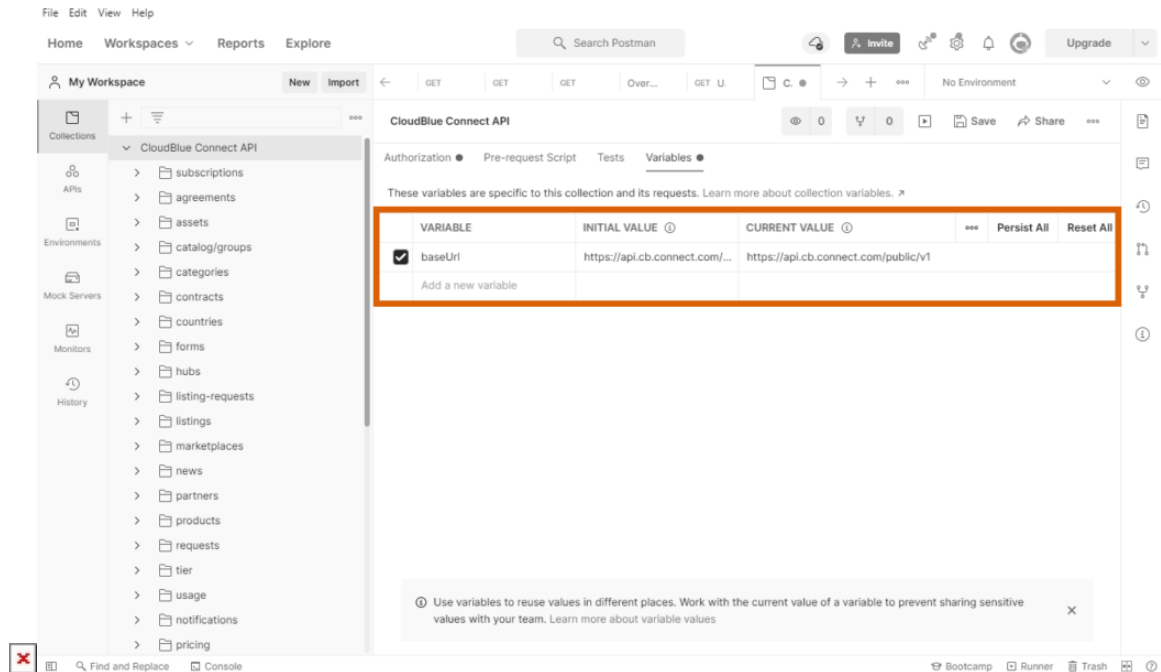 File Edit View Help
Home Workspaces Reports Explore Search Postman Invite Upgrade
My Workspace New Import GET GET GET Over... GET U. C. No Environment
Collections
APIs
Environments
Mock Servers
Monitors
History
CloudBlue Connect API
subscriptions
agreements
assets
catalog/groups
categories
contracts
countries
forms
hubs
listing-requests
listings
marketplaces
news
partners
products
requests
tier
usage
notifications
pricing
CloudBlue Connect API 0 0 Save Share
Authorization Pre-request Script Tests Variables
These variables are specific to this collection and its requests. Learn more about collection variables.
VARIABLE INITIAL VALUE CURRENT VALUE Persist All Reset All
baseUrl https://api.cb.connect.com/... https://api.cb.connect.com/public/v1
Add a new variable
Use variables to reuse values in different places. Work with the current value of a variable to prevent sharing sensitive
values with your team. Learn more about variable values
Find and Replace Console Bootcamp Runner Trash